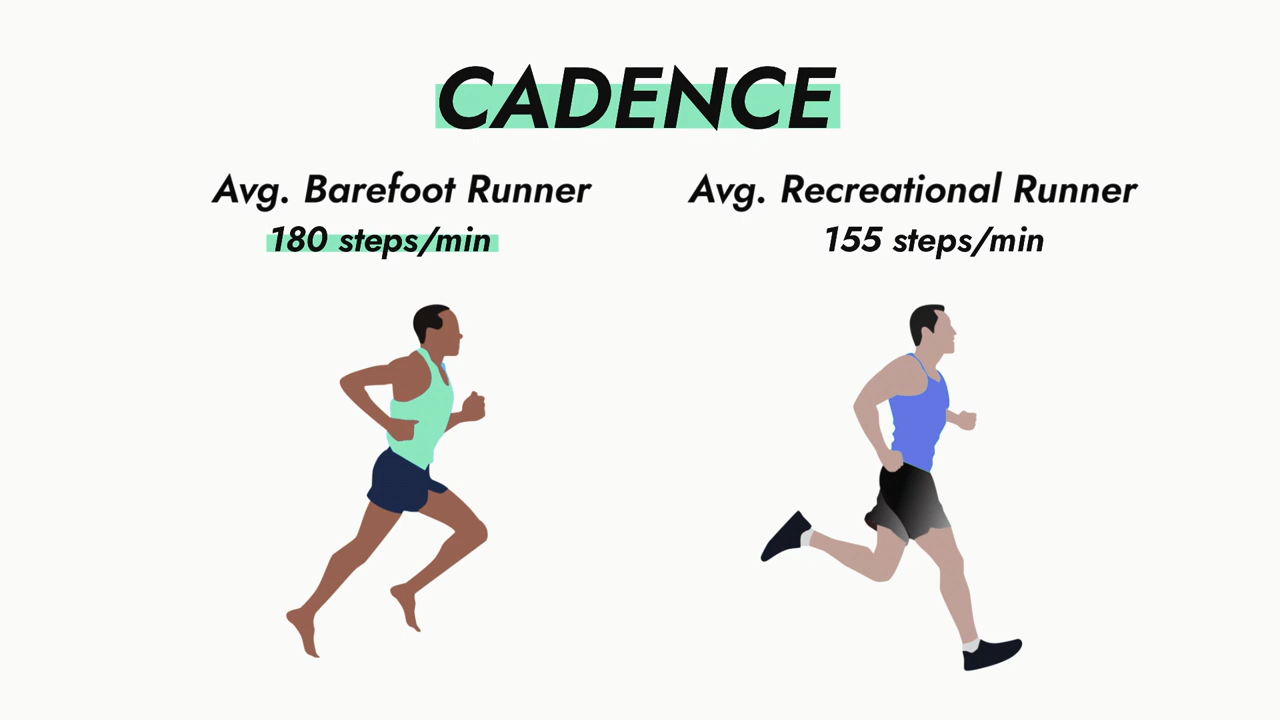 CADENCE
Avg. Barefoot Runner
180 steps/min
Avg. Recreational Runner
155 steps/min